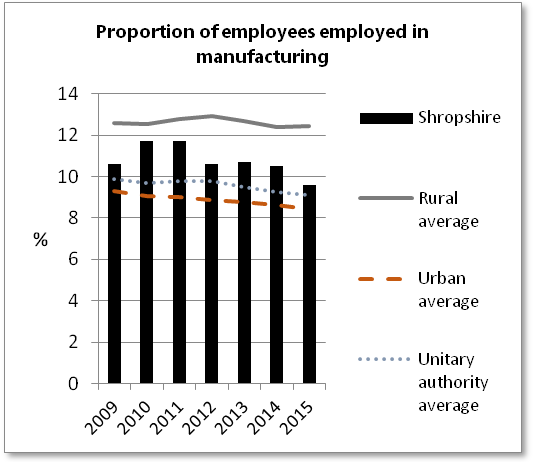 Proportion of employees employed in
manufacturing
14
12
10
8
6
4
2
0
%
2009
2010
2011
2012
2013
2014
2015
Shropshire
Rural
average
Urban
average
Unitary
authority
average